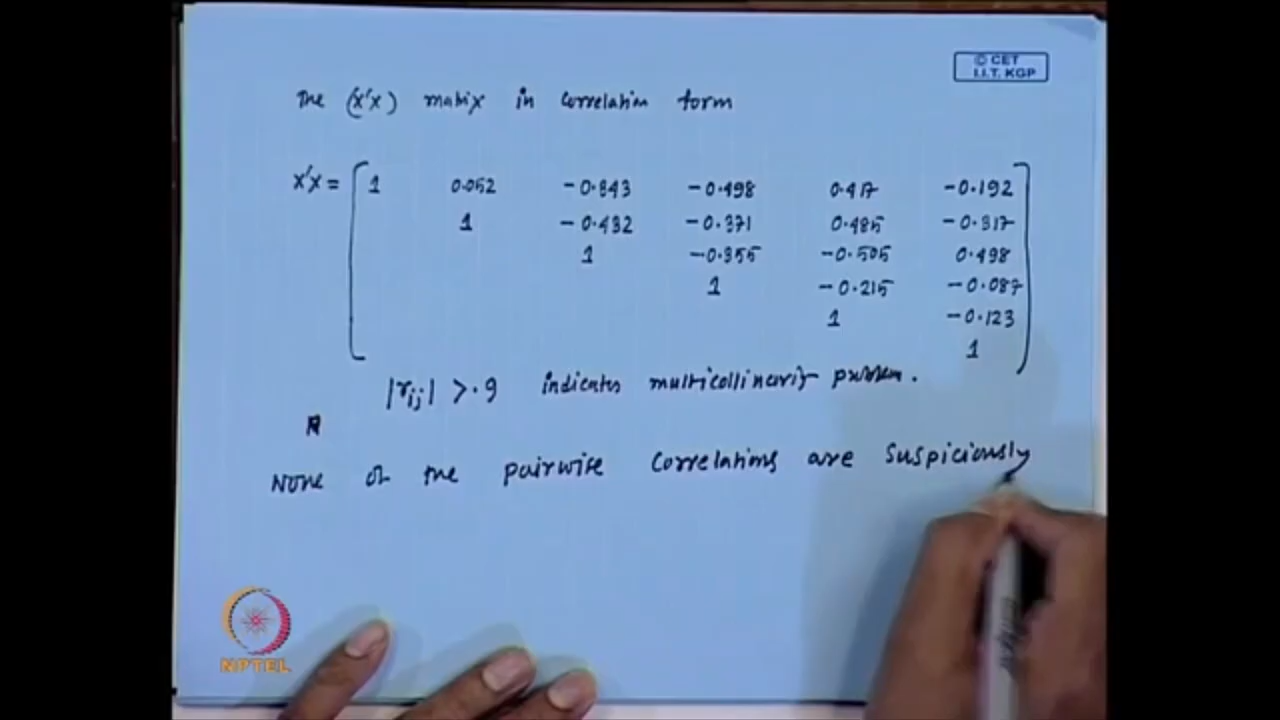 © CET
I.I.T. KGP
The (X'X) matrix in correlation form
X'X = 1 0.052 -0.343 -0.498 0.417 -0.192
1 -0.432 -0.371 0.485 -0.317
1 -0.355 -0.505 0.498
1 -0.215 -0.087
1 -0.123
1
|rij| > .9 indicates multicollinearity problem.
None of the pairwise correlations are suspiciously
NPTEL